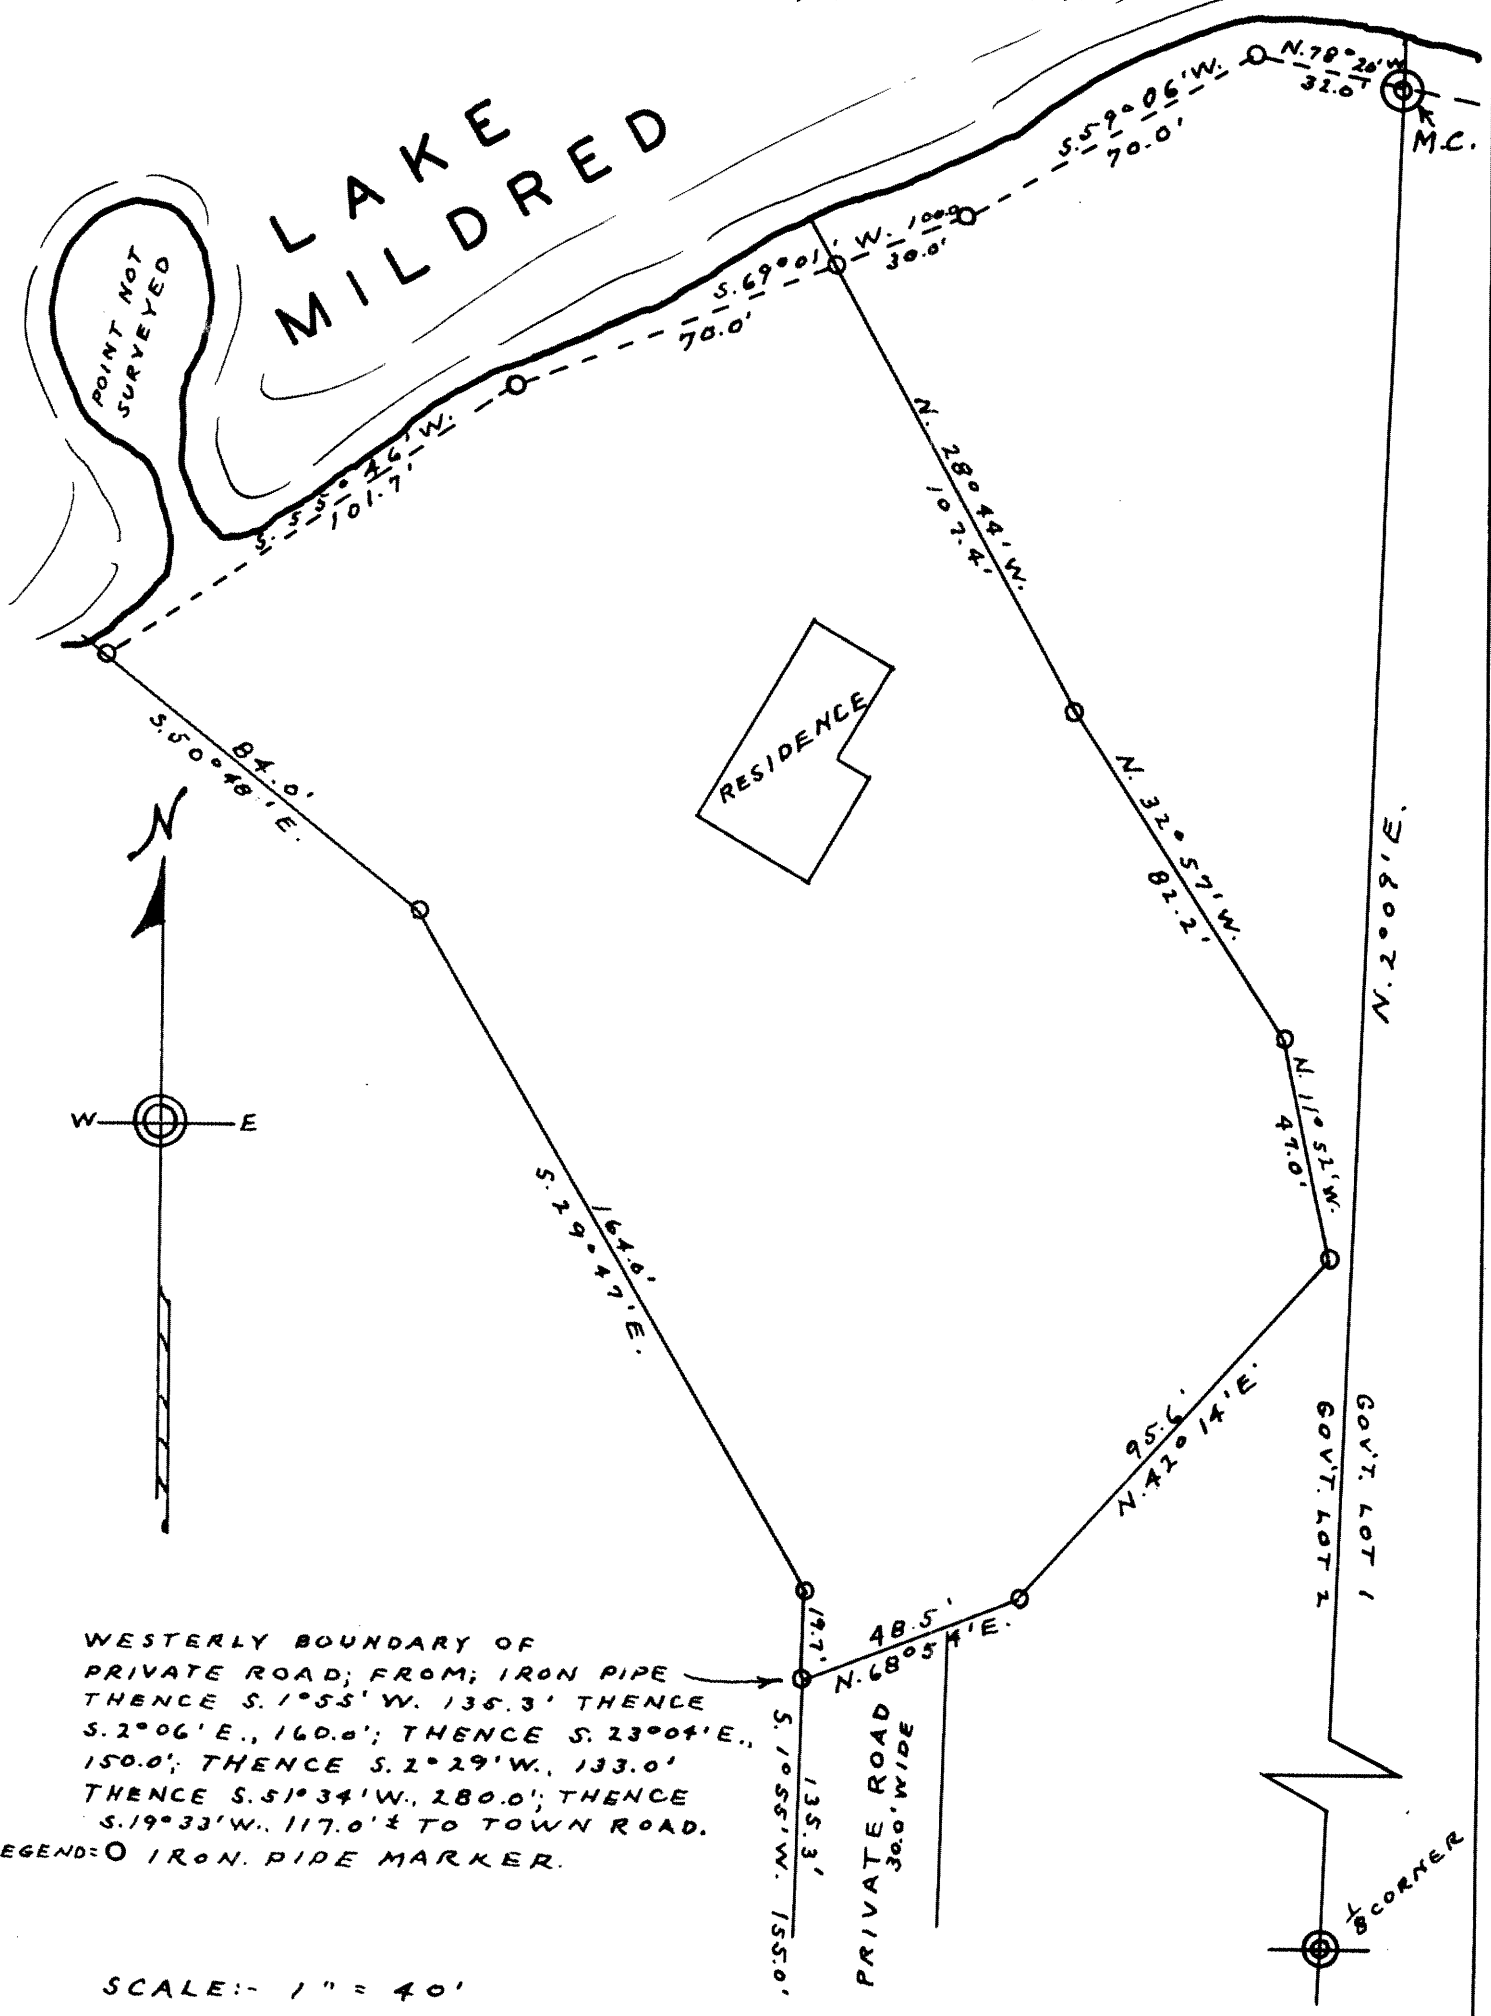 LAKE
MILDRED
POINT NOT
SURVEYED
N.78°20'W
32.0'
M.C.
S.59°06'W.
70.0'
S.69°01' W. 100.0
30.0'
70.0'
S.55°46'W.
101.7'
N. 28°44'W.
107.4'
84.0'
S.50°48'E.
RESIDENCE
N. 32°57'W.
82.2'
N.2°09'E.
N
W E
N.11°52'W.
47.0'
164.0'
S.29°47'E.
95.6'
N.42°14'E.
GOV'T. LOT 1
GOV'T. LOT 2
19.7'
48.5'
N.68°54'E.
WESTERLY BOUNDARY OF
PRIVATE ROAD; FROM; IRON PIPE
THENCE S.1°55' W. 135.3' THENCE
S.2°06'E., 160.0'; THENCE S. 23°04'E.,
150.0'; THENCE S.2°29'W., 133.0'
THENCE S.51°34'W., 280.0'; THENCE
S.19°33'W.. 117.0'± TO TOWN ROAD.
EGEND:O IRON. PIPE MARKER.
S. 1°55'W. 155.0'
135.3'
PRIVATE ROAD
30.0'WIDE
1/8 CORNER
SCALE:- 1" = 40'